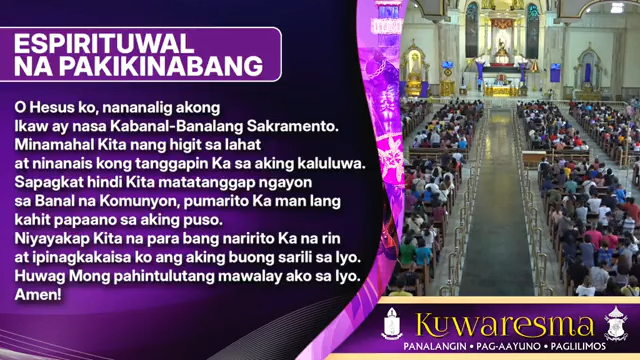 ESPIRITUWAL
NA PAKIKINABANG
O Hesus ko, nananalig akong
Ikaw ay nasa Kabanal-Banalang Sakramento.
Minamahal Kita nang higit sa lahat
at ninanais kong tanggapin Ka sa aking kaluluwa.
Sapagkat hindi Kita matatanggap ngayon
sa Banal na Komunyon, pumarito Ka man lang
kahit papaano sa aking puso.
Niyayakap Kita na para bang naririto Ka na rin
at ipinagkakaisa ko ang aking buong sarili sa Iyo.
Huwag Mong pahintulutang mawalay ako sa Iyo.
Amen!
Kuwaresma
PANALANGIN • PAG-AAYUNO • PAGLILIMOS